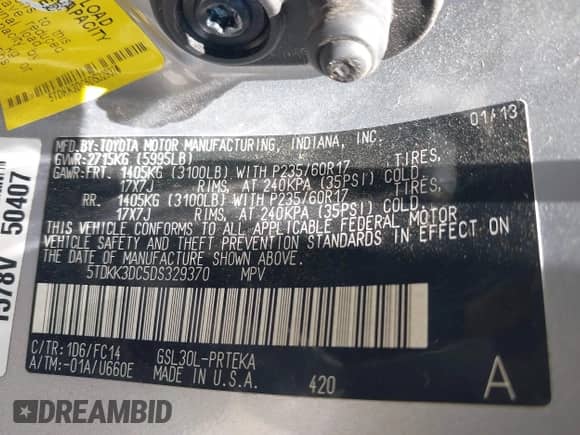 LOAD
CAPACITY
5TDKK3DC5DS329370
01/13
MFD.BY:TOYOTA MOTOR MANUFACTURING, INDIANA, INC.
GVWR:2715KG (5995LB)
GAWR:FRT. 1405KG (3100LB) WITH P235/60R17 TIRES,
17X7J RIMS, AT 240KPA (35PSI) COLD.
RR. 1405KG (3100LB) WITH P235/60R17 TIRES,
17X7J RIMS, AT 240KPA (35PSI) COLD.
THIS VEHICLE CONFORMS TO ALL APPLICABLE FEDERAL MOTOR
VEHICLE SAFETY AND THEFT PREVENTION STANDARDS IN EFFECT ON
THE DATE OF MANUFACTURE SHOWN ABOVE.
5TDKK3DC5DS329370 MPV
C/TR:1D6/FC14 GSL30L-PRTEKA
A/TM:-01A/U660E MADE IN U.S.A. 420 A
1578V 50407
DREAMBID